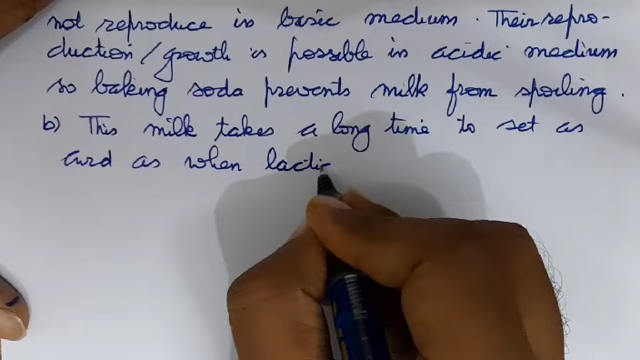 not reproduce in basic medium. Their repro-
duction/growth is possible in acidic medium
so baking soda prevents milk from spoiling.
b) This milk takes a long time to set as
curd as when lactic